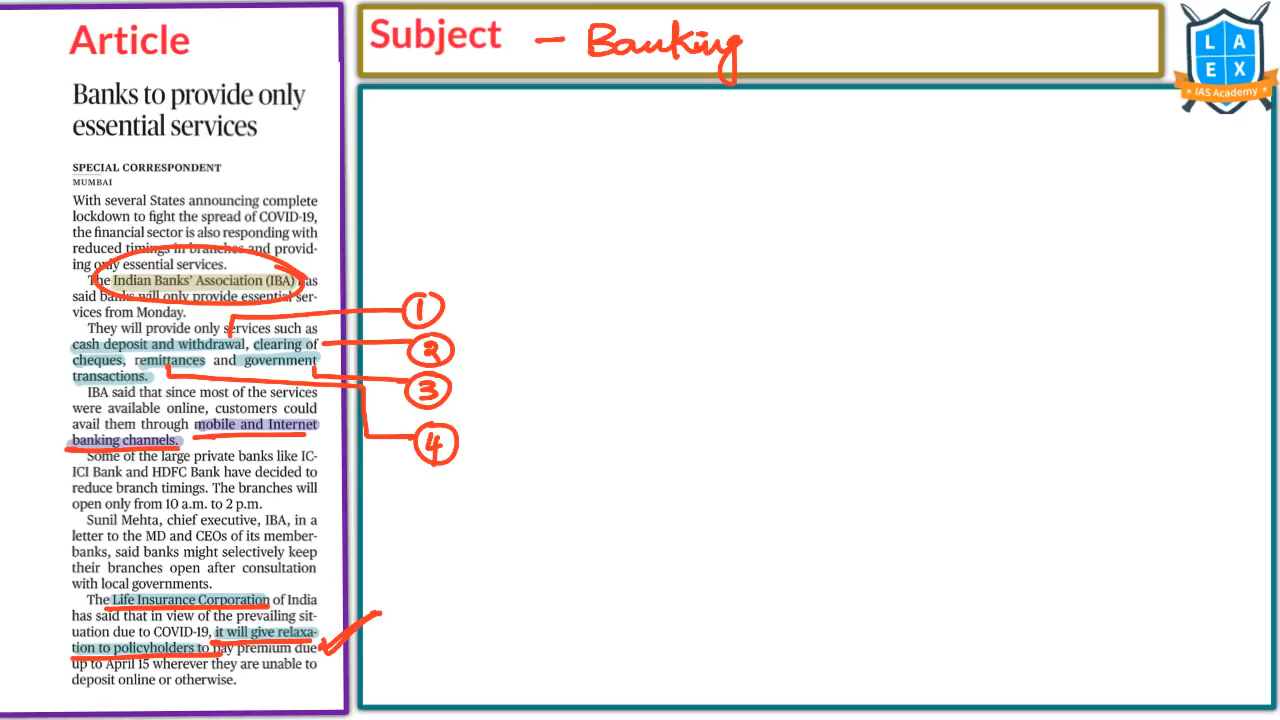 Article
Banks to provide only
essential services
SPECIAL CORRESPONDENT
MUMBAI
With several States announcing complete
lockdown to fight the spread of COVID-19,
the financial sector is also responding with
reduced timings in branches and provid-
ing only essential services.
The Indian Banks' Association (IBA) has
said banks will only provide essential ser-
vices from Monday.
They will provide only services such as
cash deposit and withdrawal, clearing of
cheques, remittances and government
transactions.
IBA said that since most of the services
were available online, customers could
avail them through mobile and Internet
banking channels.
Some of the large private banks like IC-
ICI Bank and HDFC Bank have decided to
reduce branch timings. The branches will
open only from 10 a.m. to 2 p.m.
Sunil Mehta, chief executive, IBA, in a
letter to the MD and CEOs of its member-
banks, said banks might selectively keep
their branches open after consultation
with local governments.
The Life Insurance Corporation of India
has said that in view of the prevailing sit-
uation due to COVID-19, it will give relaxa-
tion to policyholders to pay premium due
up to April 15 wherever they are unable to
deposit online or otherwise.
Subject - Banking
1
2
3
4
L A
E X
IAS Academy